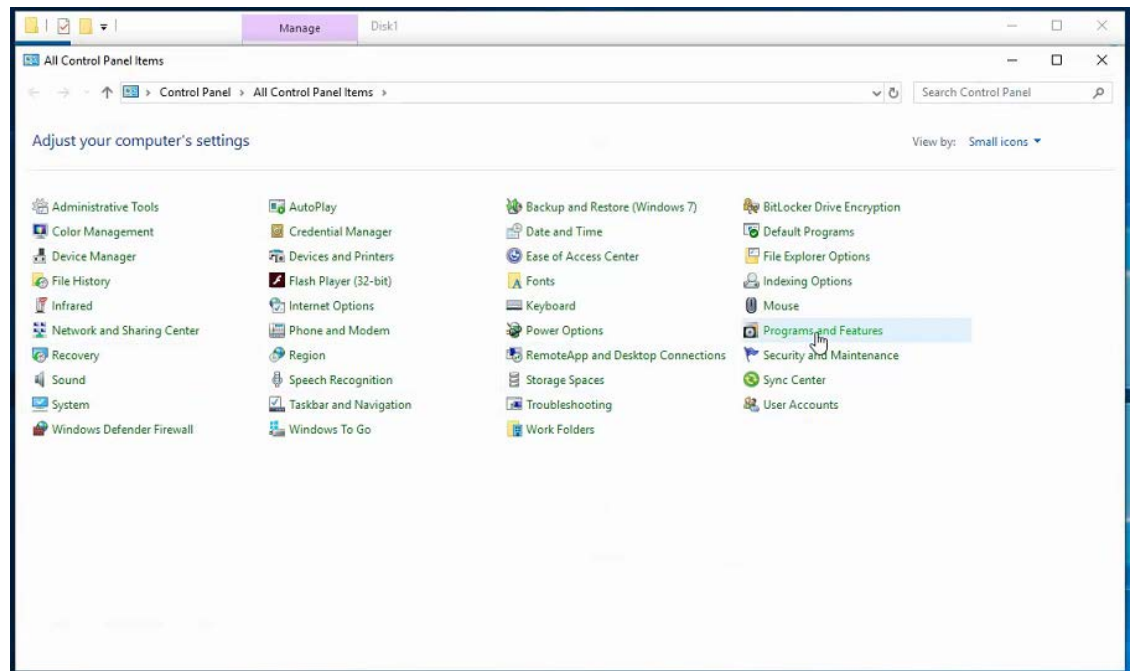 Manage Disk1
All Control Panel Items
Control Panel All Control Panel Items
Search Control Panel
Adjust your computer's settings
View by: Small icons
Administrative Tools AutoPlay Backup and Restore (Windows 7) BitLocker Drive Encryption
Color Management Credential Manager Date and Time Default Programs
Device Manager Devices and Printers Ease of Access Center File Explorer Options
File History Flash Player (32-bit) Fonts Indexing Options
Infrared Internet Options Keyboard Mouse
Network and Sharing Center Phone and Modem Power Options Programs and Features
Recovery Region RemoteApp and Desktop Connections Security and Maintenance
Sound Speech Recognition Storage Spaces Sync Center
System Taskbar and Navigation Troubleshooting User Accounts
Windows Defender Firewall Windows To Go Work Folders